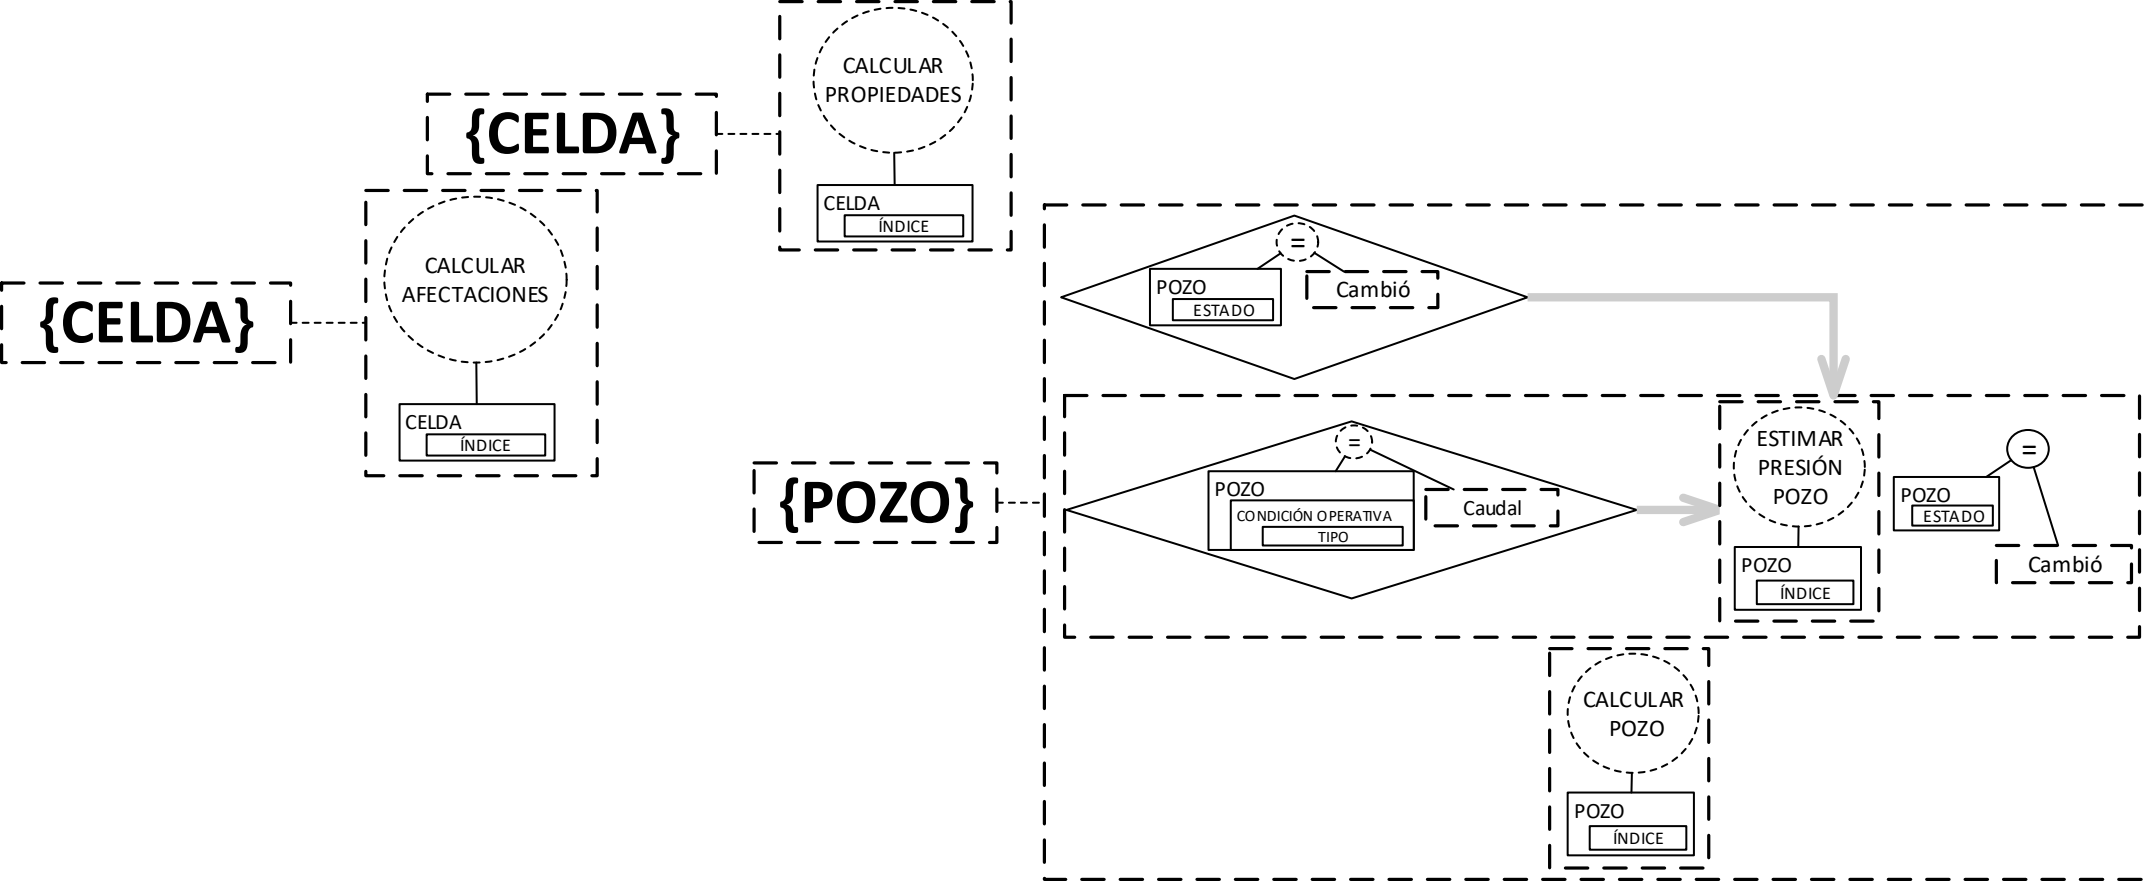 CALCULAR
PROPIEDADES
{CELDA}
CELDA
ÍNDICE
CALCULAR
AFECTACIONES
{CELDA}
CELDA
ÍNDICE
=
POZO
ESTADO
Cambió
{POZO}
=
POZO
CONDICIÓN OPERATIVA
TIPO
Caudal
ESTIMAR
PRESIÓN
POZO
POZO
ÍNDICE
=
POZO
ESTADO
Cambió
CALCULAR
POZO
POZO
ÍNDICE